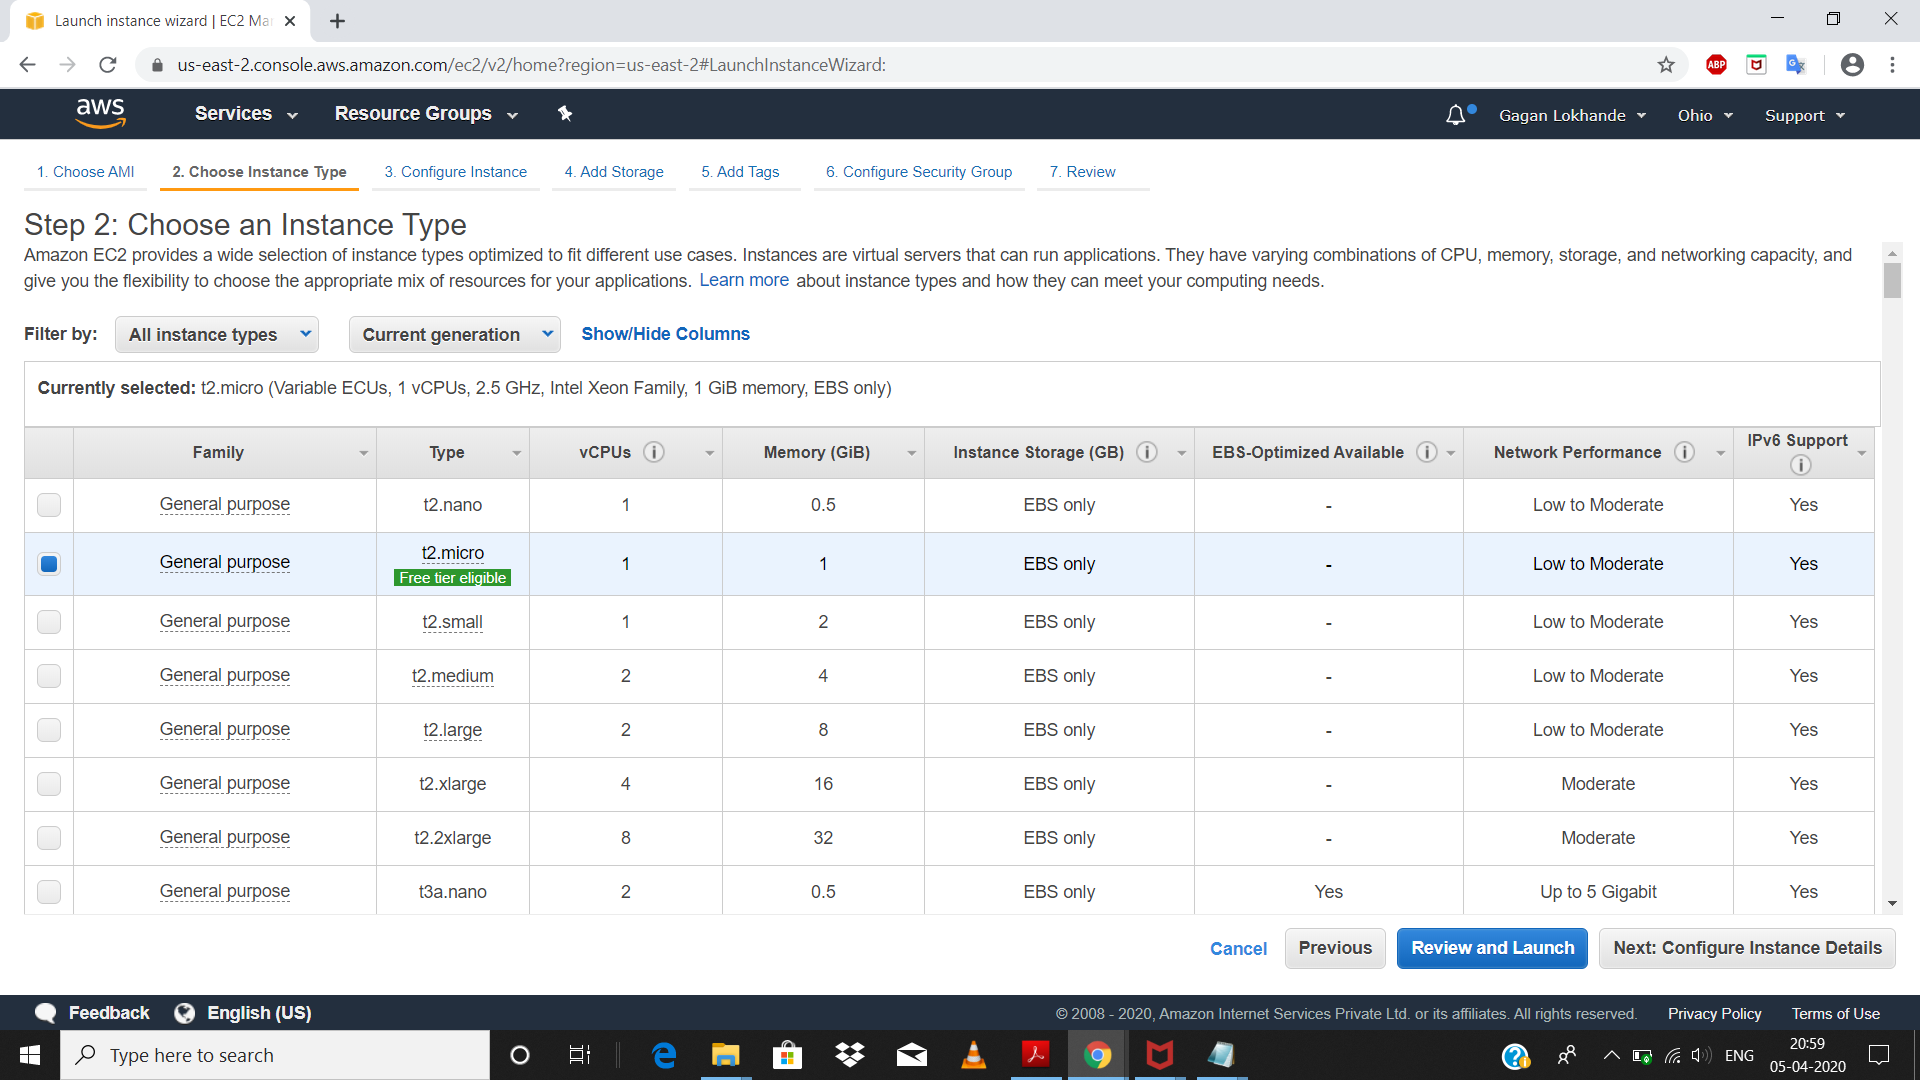 Launch instance wizard | EC2 Mar
us-east-2.console.aws.amazon.com/ec2/v2/home?region=us-east-2#LaunchInstanceWizard:
ABP
aws Services Resource Groups Gagan Lokhande Ohio Support
1. Choose AMI 2. Choose Instance Type 3. Configure Instance 4. Add Storage 5. Add Tags 6. Configure Security Group 7. Review
Step 2: Choose an Instance Type
Amazon EC2 provides a wide selection of instance types optimized to fit different use cases. Instances are virtual servers that can run applications. They have varying combinations of CPU, memory, storage, and networking capacity, and
give you the flexibility to choose the appropriate mix of resources for your applications. Learn more about instance types and how they can meet your computing needs.
Filter by: All instance types Current generation Show/Hide Columns
Currently selected: t2.micro (Variable ECUs, 1 vCPUs, 2.5 GHz, Intel Xeon Family, 1 GiB memory, EBS only)
Family Type vCPUs Memory (GiB) Instance Storage (GB) EBS-Optimized Available Network Performance IPv6 Support
General purpose t2.nano 1 0.5 EBS only - Low to Moderate Yes
General purpose t2.micro 1 1 EBS only - Low to Moderate Yes
Free tier eligible
General purpose t2.small 1 2 EBS only - Low to Moderate Yes
General purpose t2.medium 2 4 EBS only - Low to Moderate Yes
General purpose t2.large 2 8 EBS only - Low to Moderate Yes
General purpose t2.xlarge 4 16 EBS only - Moderate Yes
General purpose t2.2xlarge 8 32 EBS only - Moderate Yes
General purpose t3a.nano 2 0.5 EBS only Yes Up to 5 Gigabit Yes
Cancel Previous Review and Launch Next: Configure Instance Details
Feedback English (US) © 2008 - 2020, Amazon Internet Services Private Ltd. or its affiliates. All rights reserved. Privacy Policy Terms of Use
Type here to search ENG
20:59
05-04-2020